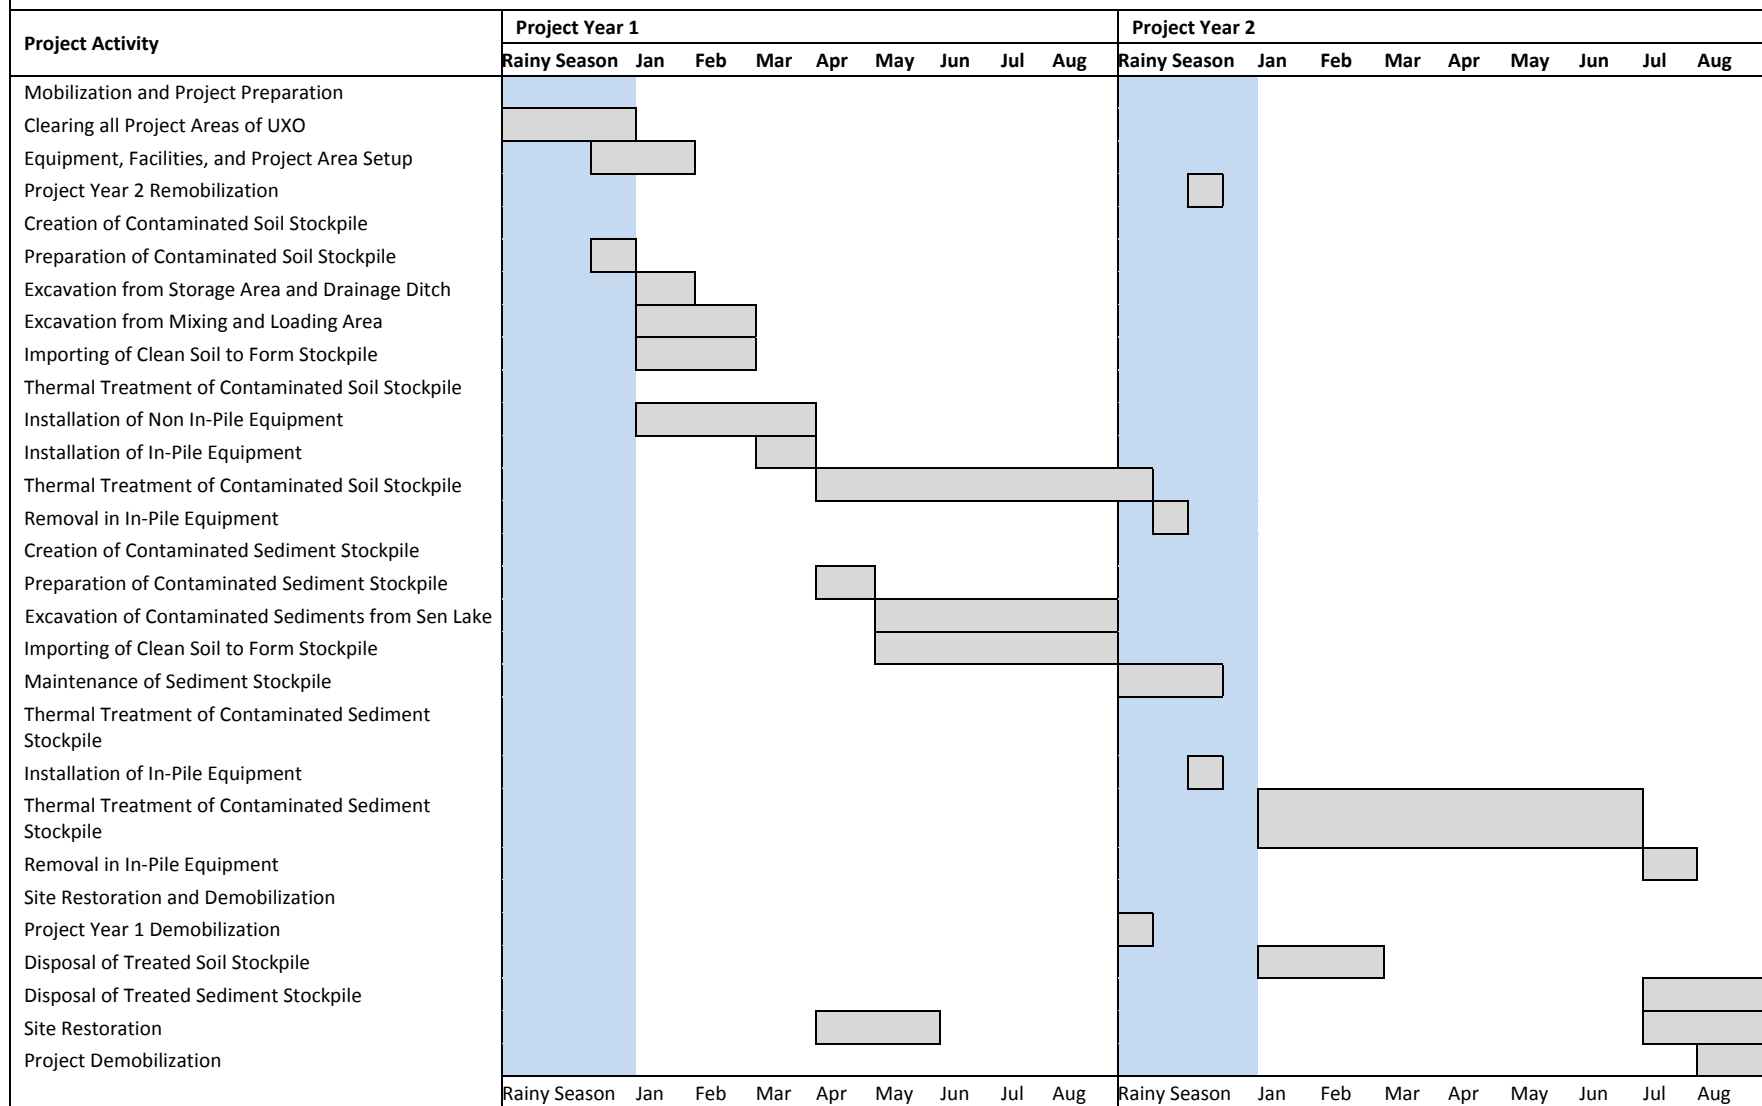 Project Activity
Project Year 1
Project Year 2
Rainy Season Jan Feb Mar Apr May Jun Jul Aug Rainy Season Jan Feb Mar Apr May Jun Jul Aug
Mobilization and Project Preparation
Clearing all Project Areas of UXO
Equipment, Facilities, and Project Area Setup
Project Year 2 Remobilization
Creation of Contaminated Soil Stockpile
Preparation of Contaminated Soil Stockpile
Excavation from Storage Area and Drainage Ditch
Excavation from Mixing and Loading Area
Importing of Clean Soil to Form Stockpile
Thermal Treatment of Contaminated Soil Stockpile
Installation of Non In-Pile Equipment
Installation of In-Pile Equipment
Thermal Treatment of Contaminated Soil Stockpile
Removal in In-Pile Equipment
Creation of Contaminated Sediment Stockpile
Preparation of Contaminated Sediment Stockpile
Excavation of Contaminated Sediments from Sen Lake
Importing of Clean Soil to Form Stockpile
Maintenance of Sediment Stockpile
Thermal Treatment of Contaminated Sediment
Stockpile
Installation of In-Pile Equipment
Thermal Treatment of Contaminated Sediment
Stockpile
Removal in In-Pile Equipment
Site Restoration and Demobilization
Project Year 1 Demobilization
Disposal of Treated Soil Stockpile
Disposal of Treated Sediment Stockpile
Site Restoration
Project Demobilization
Rainy Season Jan Feb Mar Apr May Jun Jul Aug Rainy Season Jan Feb Mar Apr May Jun Jul Aug